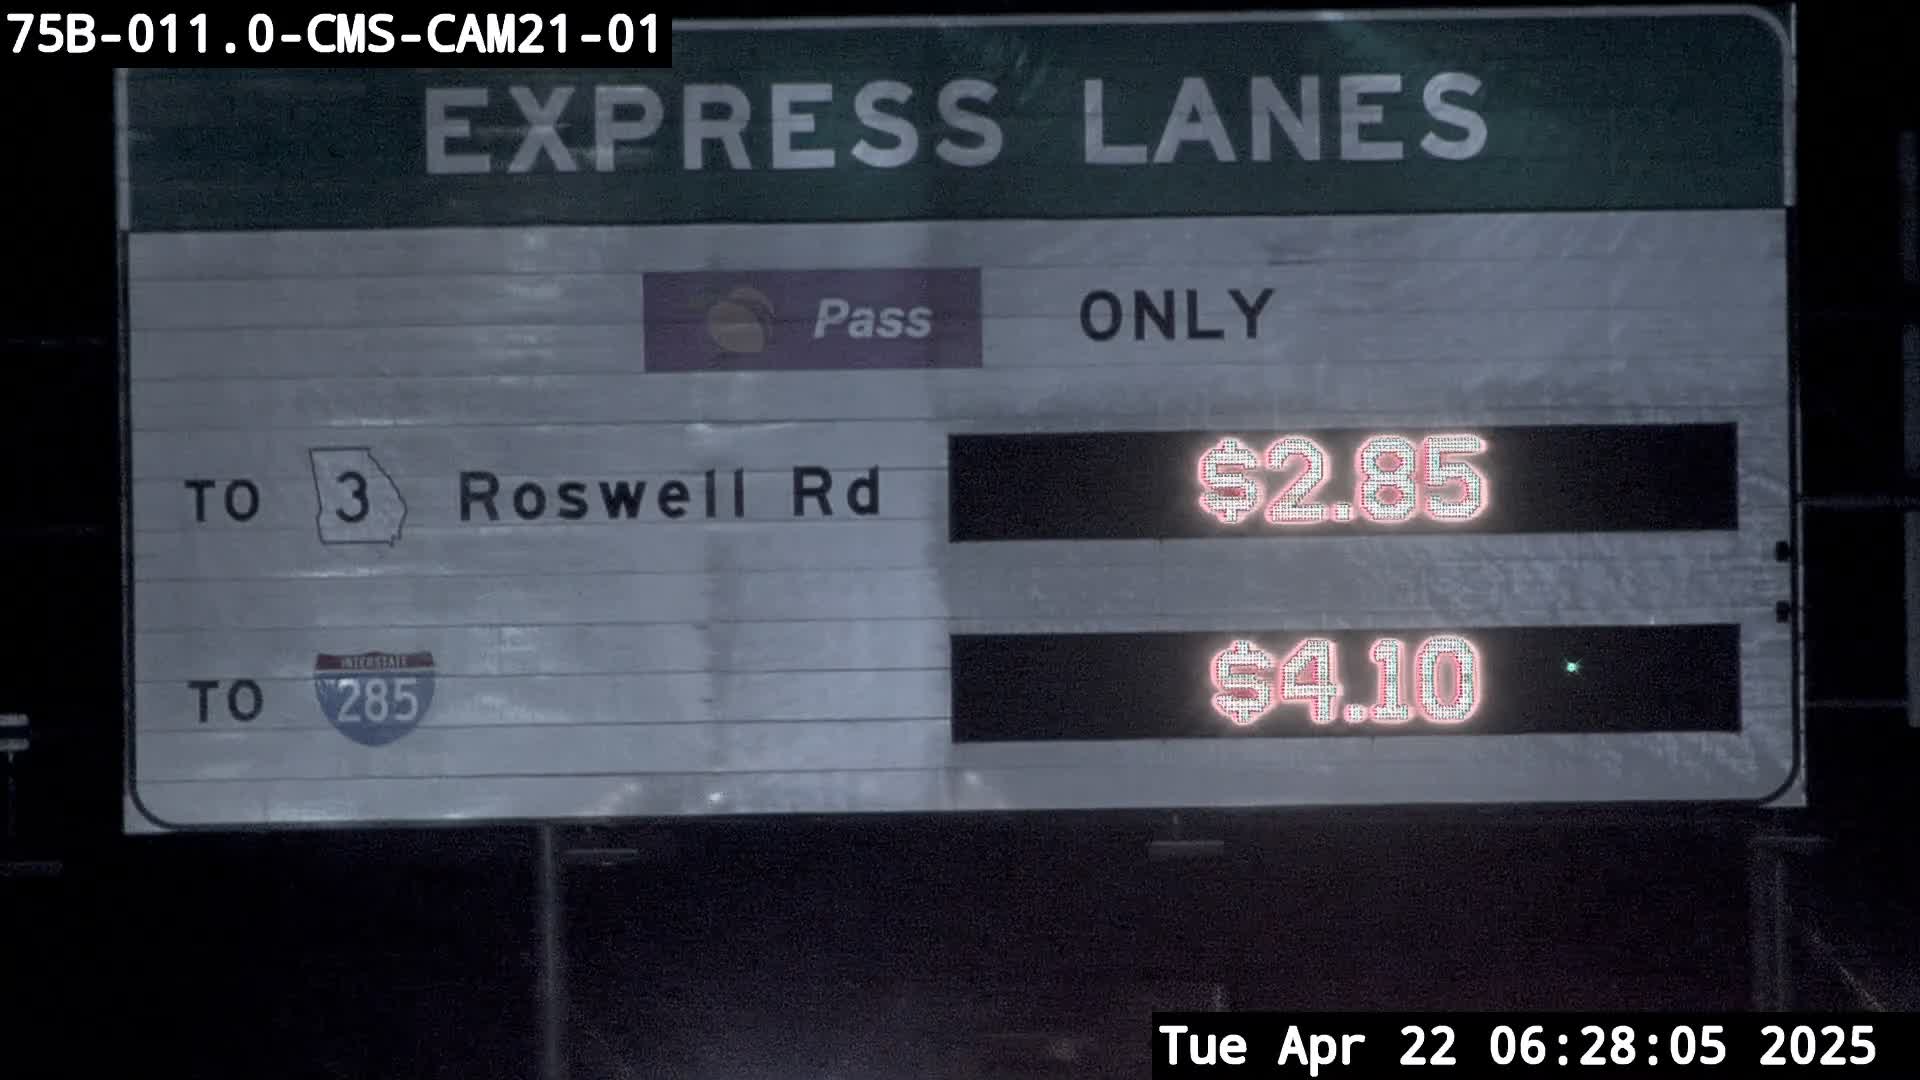 75B-011.0-CMS-CAM21-01
EXPRESS LANES
Pass ONLY
TO 3 Roswell Rd $2.85
INTERSTATE
TO 285 $4.10
Tue Apr 22 06:28:05 2025